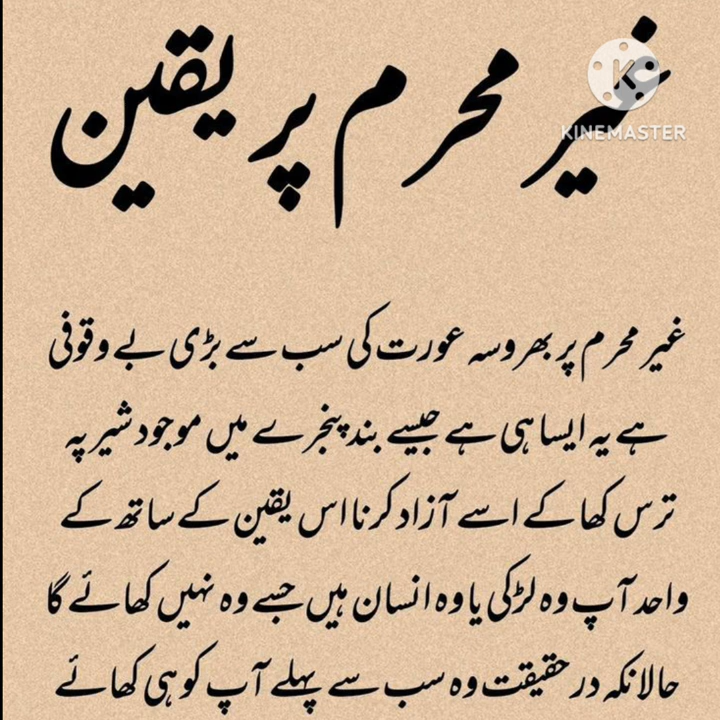 غیر محرم پر یقین
KINEMASTER
غیر محرم پر بھروسہ عورت کی سب سے بڑی بے وقوفی
ہے یہ ایسا ہی ہے جیسے بند پنجرے میں موجود شیر پہ
ترس کھا کے اسے آزاد کرنا اس یقین کے ساتھ کے
واحد آپ وہ لڑکی یا وہ انسان ہیں جسے وہ نہیں کھائے گا
حالانکہ در حقیقت وہ سب سے پہلے آپ کو ہی کھائے